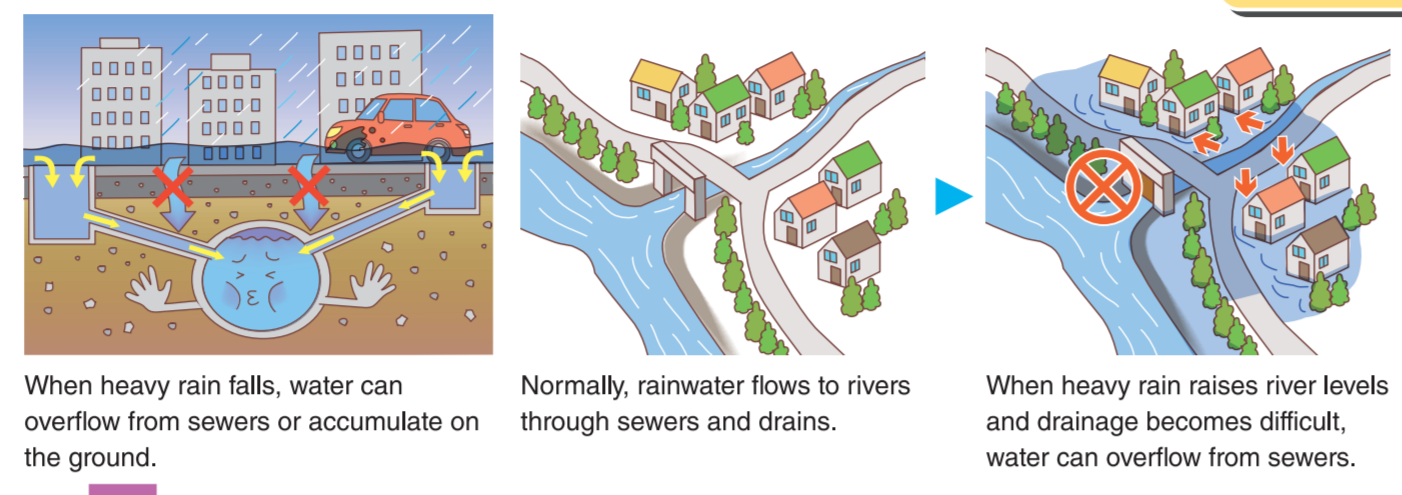 When heavy rain falls, water can
overflow from sewers or accumulate on
the ground.
Normally, rainwater flows to rivers
through sewers and drains.
When heavy rain raises river levels
and drainage becomes difficult,
water can overflow from sewers.